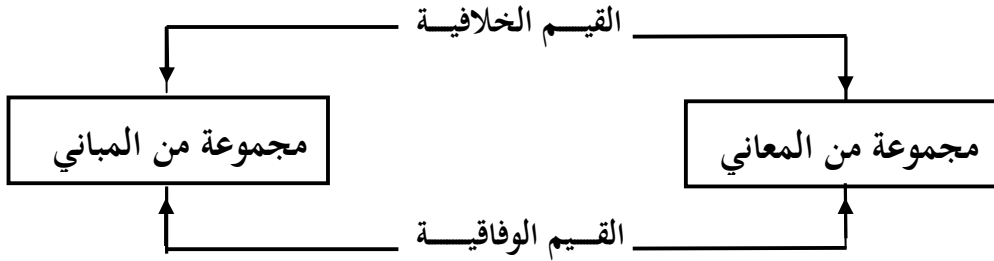 القيم الخلافية
مجموعة من المعاني
مجموعة من المباني
القيم الوفاقية